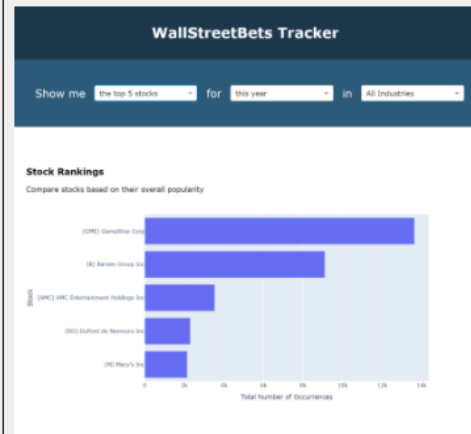 WallStreetBets Tracker
Show me the top 5 stocks for this year in All Industries
Stock Rankings
Compare stocks based on their overall popularity
Stock
(GME) GameStop Corp
(B) Barnes Group Inc
(AMC) AMC Entertainment Holdings Inc
(DD) DuPont de Nemours Inc
(M) Macy's Inc
0 2k 4k 6k 8k 10k 12k 14k
Total Number of Occurrences